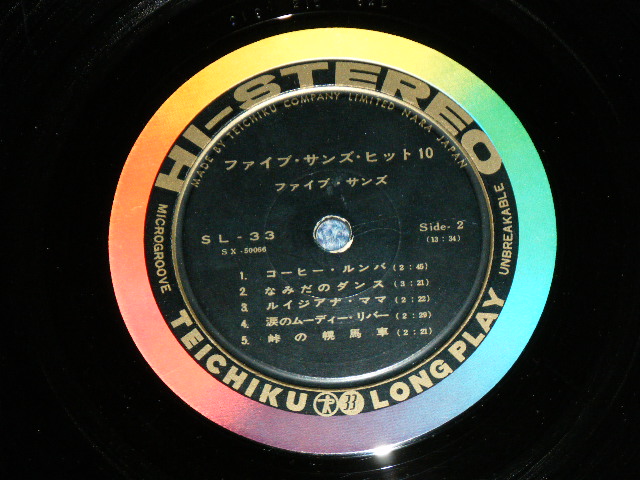 HI-STEREO
MADE BY TEICHIKU COMPANY LIMITED NARA JAPAN
ファイブ・サンズ・ヒット10
ファイブ・サンズ
SL-33
SX-50066
Side-2
(13:34)
MICROGROOVE
UNBREAKABLE
1. コーヒー・ルンバ (2:45)
2. なみだのダンス (3:21)
3. ルイジアナ・ママ (2:22)
4. 涙のムーディー・リバー (2:29)
5. 峠の幌馬車 (2:21)
TEICHIKU 33 LONG PLAY